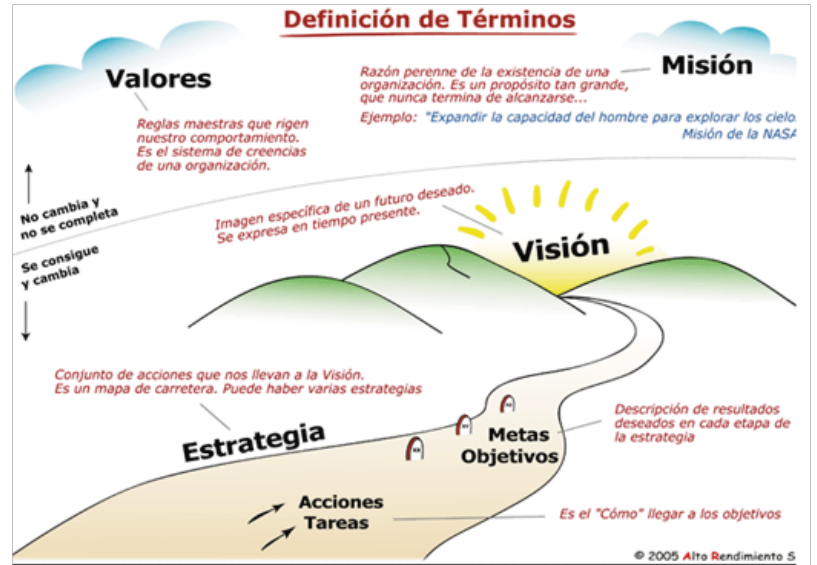 Definición de Términos
Valores
Reglas maestras que rigen
nuestro comportamiento.
Es el sistema de creencias
de una organización.
Misión
Razón perenne de la existencia de una
organización. Es un propósito tan grande,
que nunca termina de alcanzarse...
Ejemplo: "Expandir la capacidad del hombre para explorar los cielo
Misión de la NASA
No cambia y
no se completa
Se consigue
y cambia
Imagen específica de un futuro deseado.
Se expresa en tiempo presente.
Visión
Conjunto de acciones que nos llevan a la Visión.
Es un mapa de carretera. Puede haber varias estrategias
Estrategia
Metas
Objetivos
Descripción de resultados
deseados en cada etapa de
la estrategia
Acciones
Tareas
Es el "Cómo" llegar a los objetivos
© 2005 Alto Rendimiento S